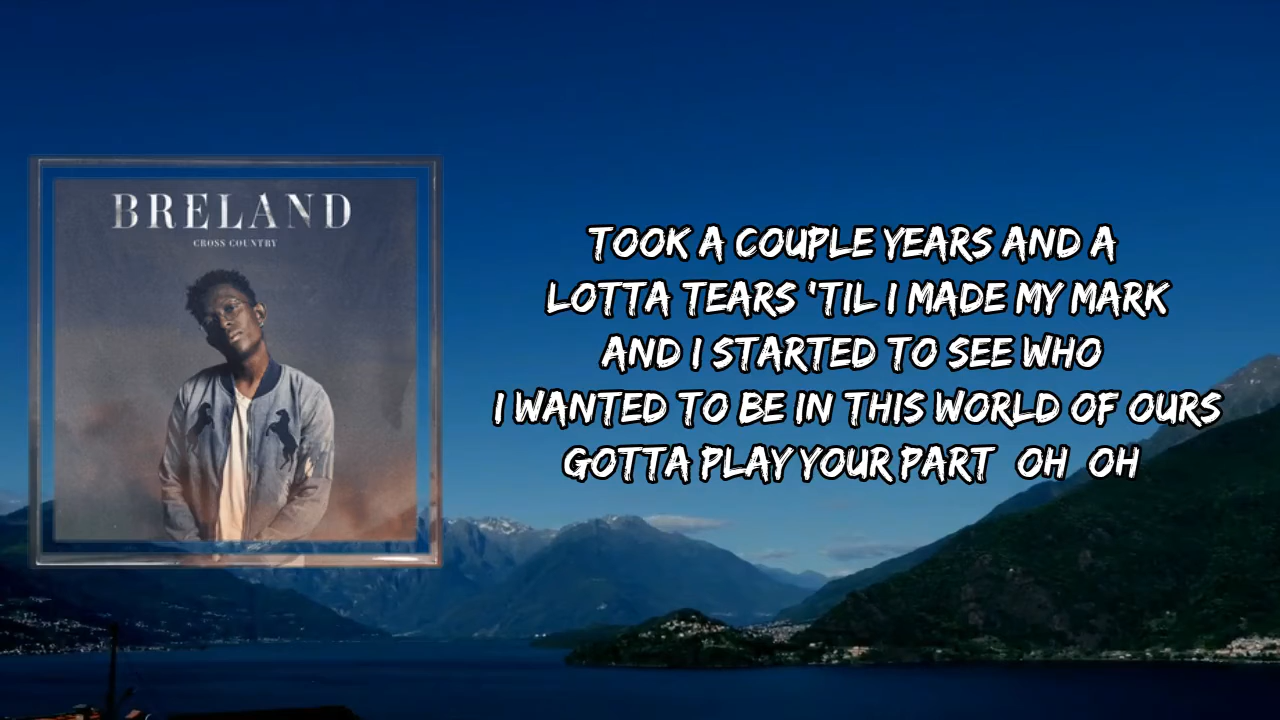 BRELAND
CROSS COUNTRY
TOOK A COUPLE YEARS AND A
LOTTA TEARS 'TIL I MADE MY MARK
AND I STARTED TO SEE WHO
I WANTED TO BE IN THIS WORLD OF OURS
GOTTA PLAY YOUR PART OH OH